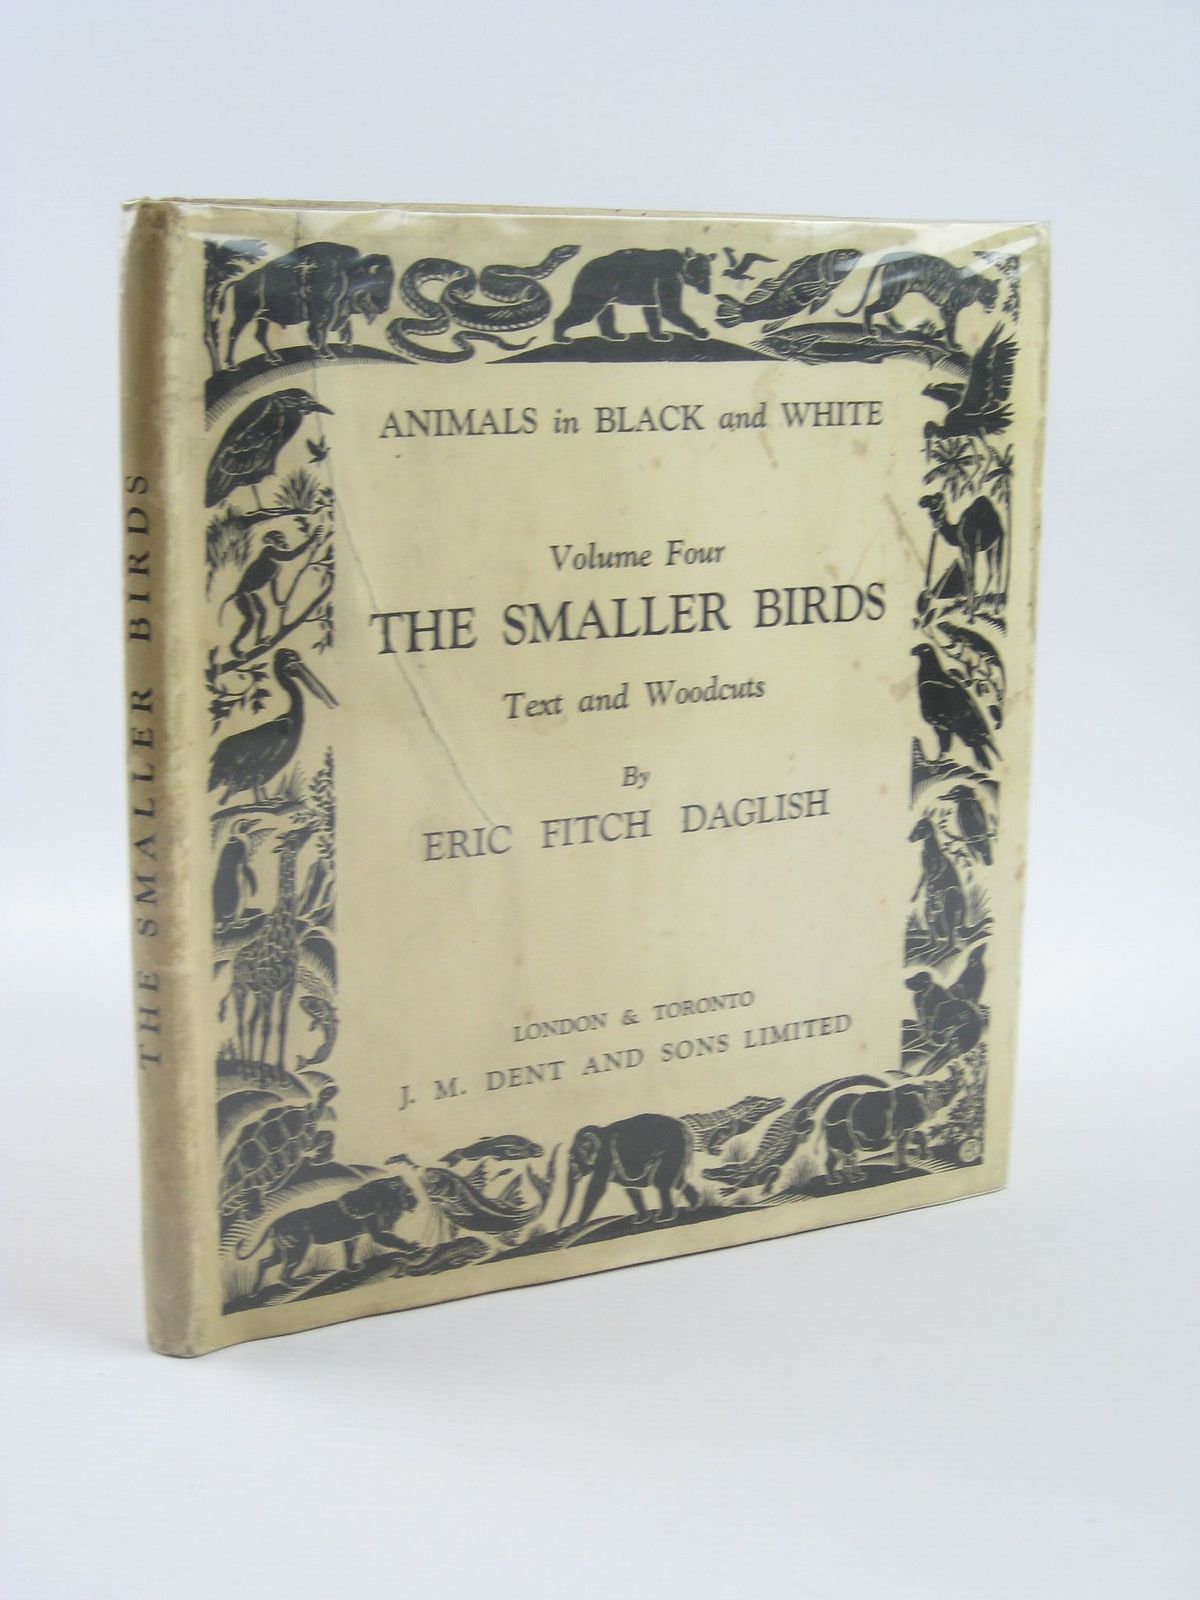 THE SMALLER BIRDS
ANIMALS in BLACK and WHITE
Volume Four
THE SMALLER BIRDS
Text and Woodcuts
By
ERIC FITCH DAGLISH
LONDON & TORONTO
J. M. DENT AND SONS LIMITED